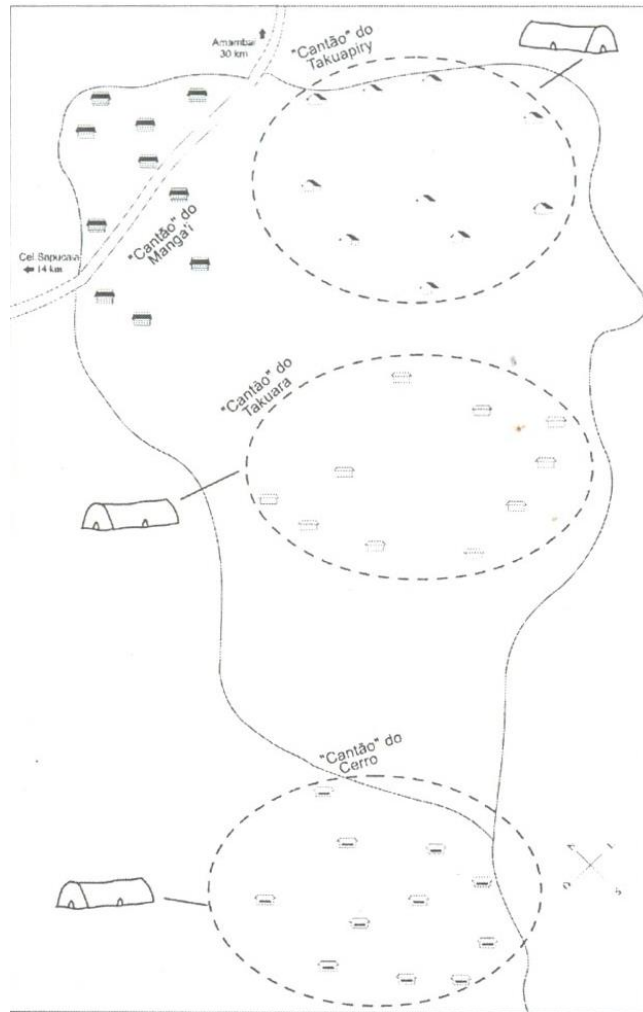 Amambai
30 km
"Cantão" do
Takuapiry
"Cantão" do
Manga'i
Cel. Sapucaia
14 km
"Cantão" do
Takuara
"Cantão" do
Cerro
N
L
O
S